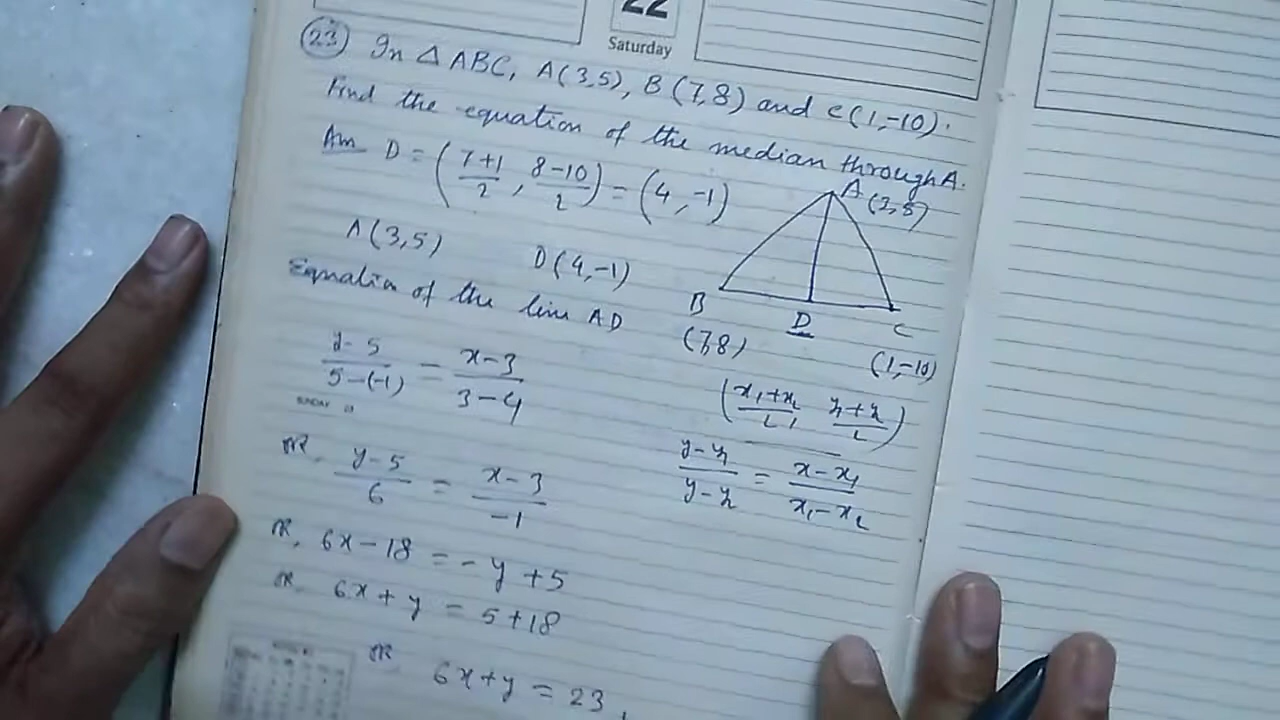 22
Saturday
(23) In △ ABC, A(3,5), B(7,8) and C(1,-10).
Find the equation of the median through A.
Ans D = (7+1/2, 8-10/2) = (4,-1)
A (3,5)
A(3,5) D(4,-1)
Equation of the line AD
B D C
(7,8) (1,-10)
y-5/5-(-1) = x-3/3-4
(x₁+x₂/2, y₁+y₂/2)
SUNDAY 23
or, y-5/6 = x-3/-1
y-y₁/y-y₂ = x-x₁/x₁-x₂
or, 6x-18 = -y+5
or, 6x+y = 5+18
or 6x+y = 23,